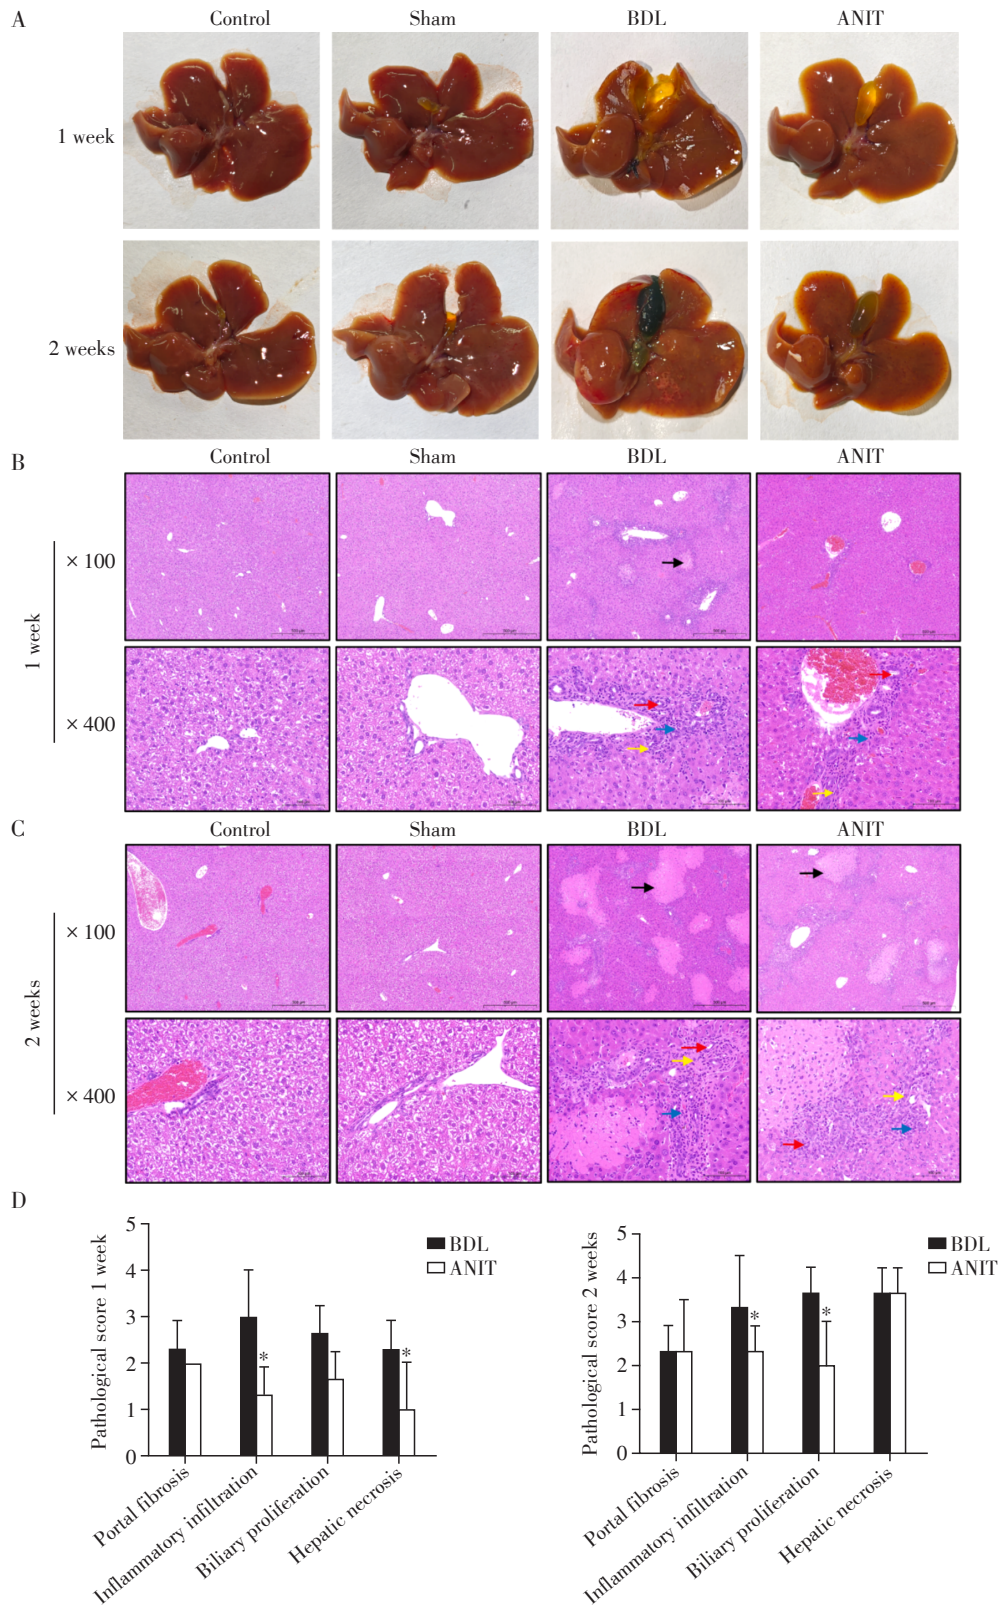 A
Control Sham BDL ANIT
1 week
2 weeks
B
Control Sham BDL ANIT
1 week
× 100
× 400
C
Control Sham BDL ANIT
2 weeks
× 100
× 400
D
Pathological score 1 week
5
4
3
2
1
0
BDL
ANIT
*
*
Portal fibrosis
Inflammatory infiltration
Biliary proliferation
Hepatic necrosis
Pathological score 2 weeks
5
4
3
2
1
0
BDL
ANIT
*
*
Portal fibrosis
Inflammatory infiltration
Biliary proliferation
Hepatic necrosis